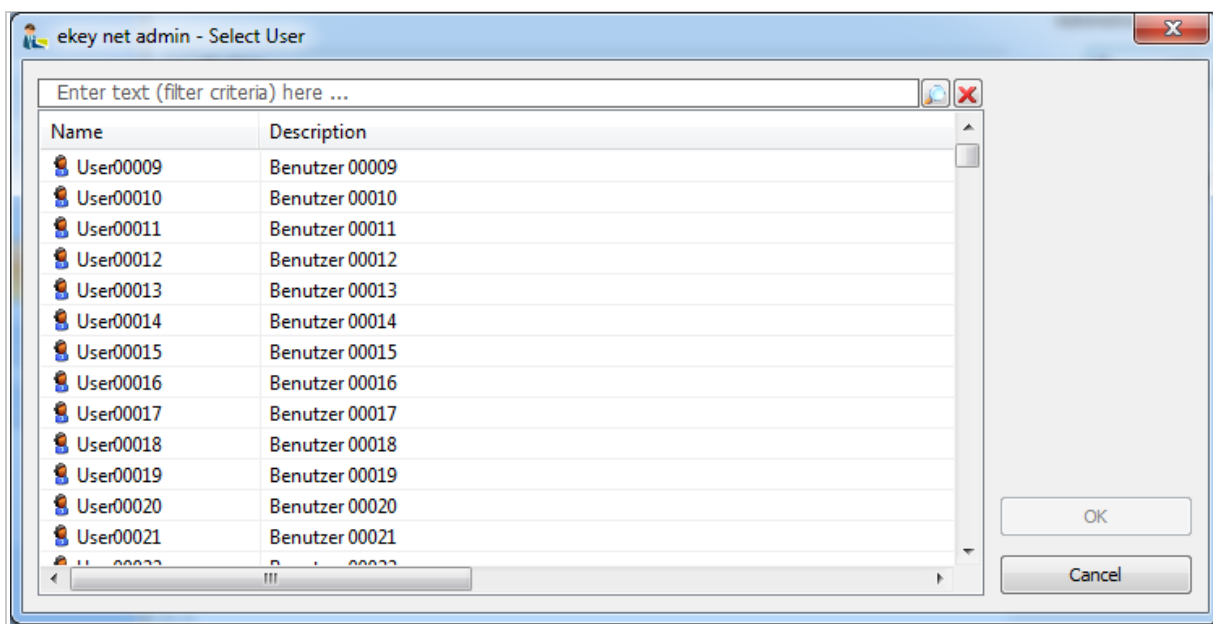 ekey net admin - Select User
Enter text (filter criteria) here ...
Name Description
User00009 Benutzer 00009
User00010 Benutzer 00010
User00011 Benutzer 00011
User00012 Benutzer 00012
User00013 Benutzer 00013
User00014 Benutzer 00014
User00015 Benutzer 00015
User00016 Benutzer 00016
User00017 Benutzer 00017
User00018 Benutzer 00018
User00019 Benutzer 00019
User00020 Benutzer 00020
User00021 Benutzer 00021
OK
Cancel